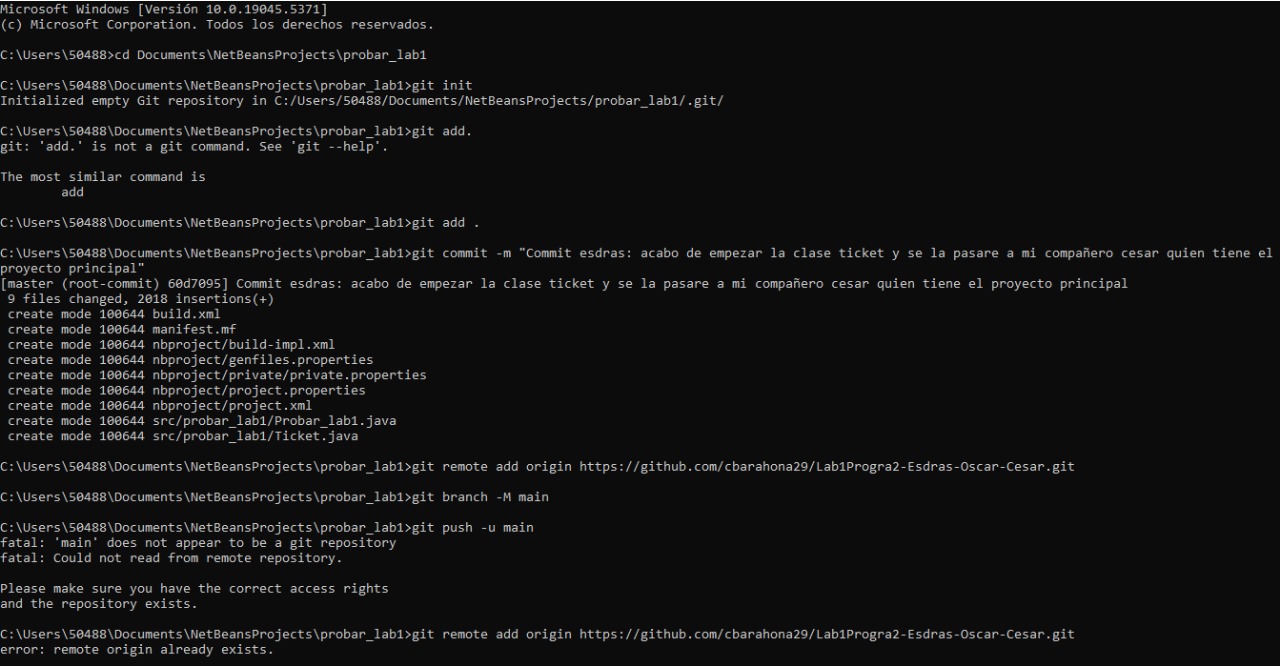 Microsoft Windows [Versión 10.0.19045.5371]
(c) Microsoft Corporation. Todos los derechos reservados.
C:\Users\50488>cd Documents\NetBeansProjects\probar_lab1
C:\Users\50488\Documents\NetBeansProjects\probar_lab1>git init
Initialized empty Git repository in C:/Users/50488/Documents/NetBeansProjects/probar_lab1/.git/
C:\Users\50488\Documents\NetBeansProjects\probar_lab1>git add.
git: 'add.' is not a git command. See 'git --help'.
The most similar command is
        add
C:\Users\50488\Documents\NetBeansProjects\probar_lab1>git add .
C:\Users\50488\Documents\NetBeansProjects\probar_lab1>git commit -m "Commit esdras: acabo de empezar la clase ticket y se la pasare a mi compañero cesar quien tiene el
proyecto principal"
[master (root-commit) 60d7095] Commit esdras: acabo de empezar la clase ticket y se la pasare a mi compañero cesar quien tiene el proyecto principal
 9 files changed, 2018 insertions(+)
 create mode 100644 build.xml
 create mode 100644 manifest.mf
 create mode 100644 nbproject/build-impl.xml
 create mode 100644 nbproject/genfiles.properties
 create mode 100644 nbproject/private/private.properties
 create mode 100644 nbproject/project.properties
 create mode 100644 nbproject/project.xml
 create mode 100644 src/probar_lab1/Probar_lab1.java
 create mode 100644 src/probar_lab1/Ticket.java
C:\Users\50488\Documents\NetBeansProjects\probar_lab1>git remote add origin https://github.com/cbarahona29/Lab1Progra2-Esdras-Oscar-Cesar.git
C:\Users\50488\Documents\NetBeansProjects\probar_lab1>git branch -M main
C:\Users\50488\Documents\NetBeansProjects\probar_lab1>git push -u main
fatal: 'main' does not appear to be a git repository
fatal: Could not read from remote repository.
Please make sure you have the correct access rights
and the repository exists.
C:\Users\50488\Documents\NetBeansProjects\probar_lab1>git remote add origin https://github.com/cbarahona29/Lab1Progra2-Esdras-Oscar-Cesar.git
error: remote origin already exists.